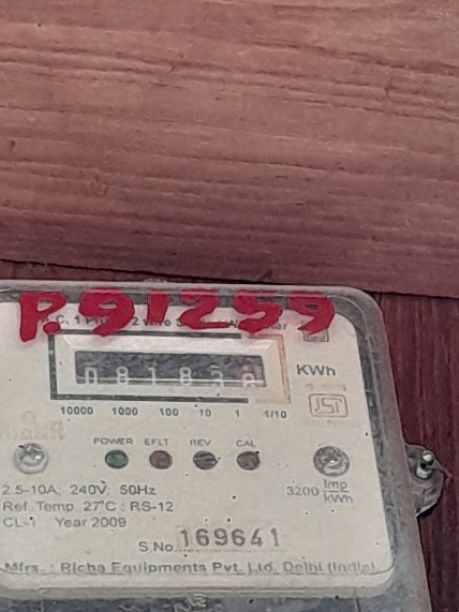 P.91259
KWh
10000 1000 100 10 1 1/10
ISI
POWER EFLT REV CAL
2.5-10A, 240V, 50Hz
3200 Imp/kWh
Ref. Temp. 27°C : RS-12
CL-1 Year 2009
S.No. 169641
Mfrs. : Richa Equipments Pvt. Ltd. Delhi (India)